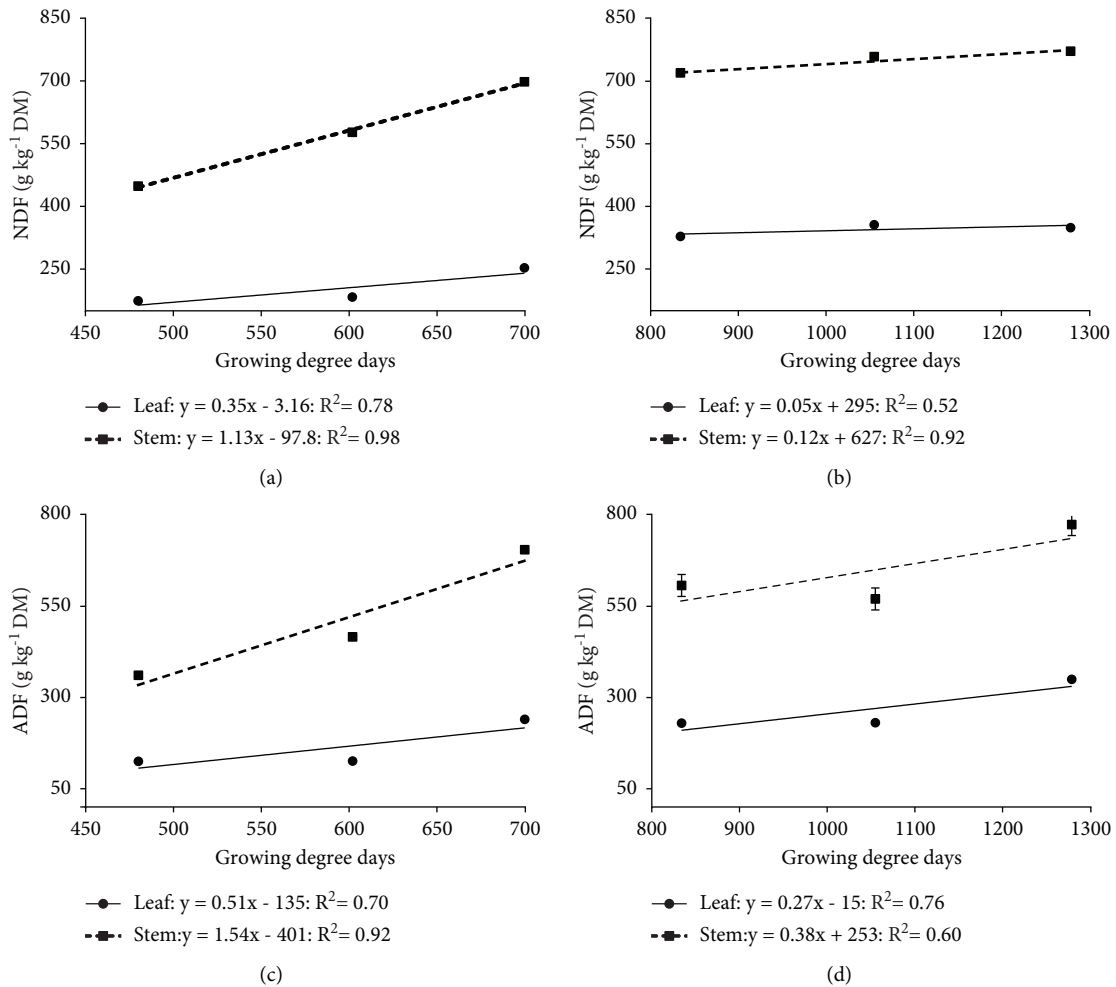 850
700
550
400
250
NDF (g kg⁻¹ DM)
450 500 550 600 650 700
Growing degree days
Leaf: y = 0.35x - 3.16: R²= 0.78
Stem: y = 1.13x - 97.8: R²= 0.98
(a)
850
700
550
400
250
NDF (g kg⁻¹ DM)
800 900 1000 1100 1200 1300
Growing degree days
Leaf: y = 0.05x + 295: R²= 0.52
Stem: y = 0.12x + 627: R²= 0.92
(b)
800
550
300
50
ADF (g kg⁻¹ DM)
450 500 550 600 650 700
Growing degree days
Leaf: y = 0.51x - 135: R²= 0.70
Stem:y = 1.54x - 401: R²= 0.92
(c)
800
550
300
50
ADF (g kg⁻¹ DM)
800 900 1000 1100 1200 1300
Growing degree days
Leaf: y = 0.27x - 15: R²= 0.76
Stem:y = 0.38x + 253: R²= 0.60
(d)